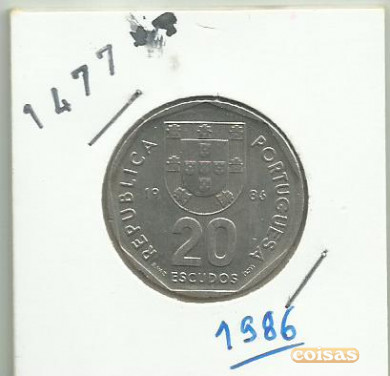 1477
REPUBLICA PORTUGUESA
19 86
20
ESCUDOS
1986
coisas